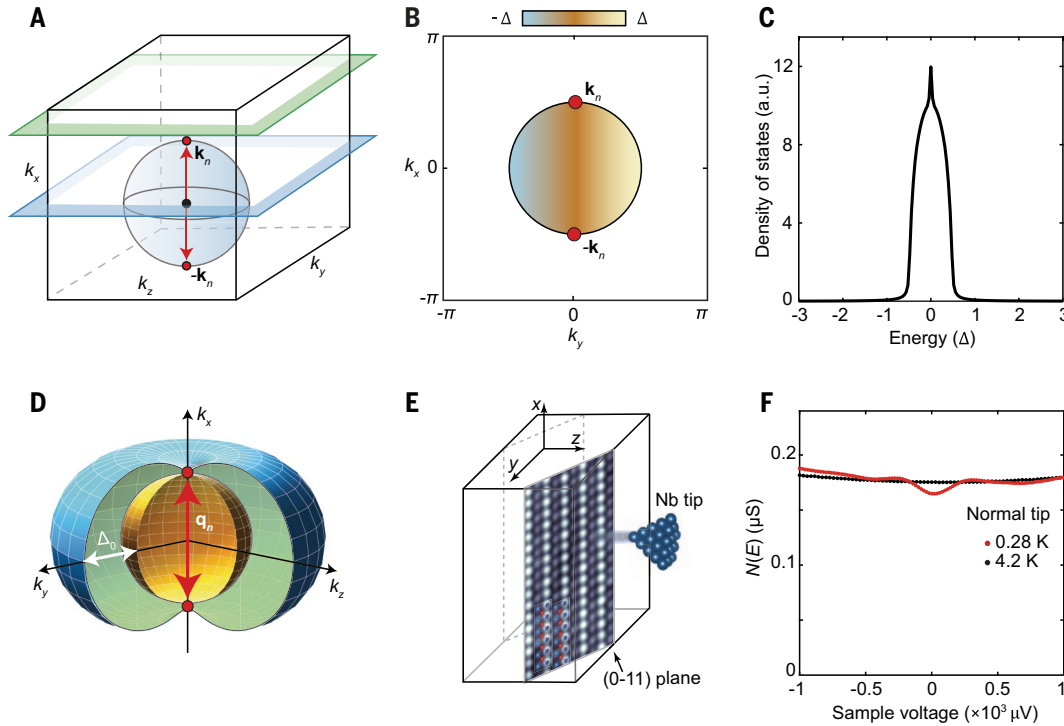 A
k_x
k_n
-k_n
k_z
k_y
B
-Δ
Δ
π
k_n
k_x
0
-k_n
-π
-π
0
π
k_y
C
Density of states (a.u.)
12
8
4
0
-3
-2
-1
0
1
2
3
Energy (Δ)
D
k_x
q_n
Δ_0
k_y
k_z
E
x
z
y
Nb tip
(0-11) plane
F
N(E) (μS)
0.22
0.11
0
Normal tip
0.28 K
4.2 K
-1
-0.5
0
0.5
1
Sample voltage (×10³ μV)